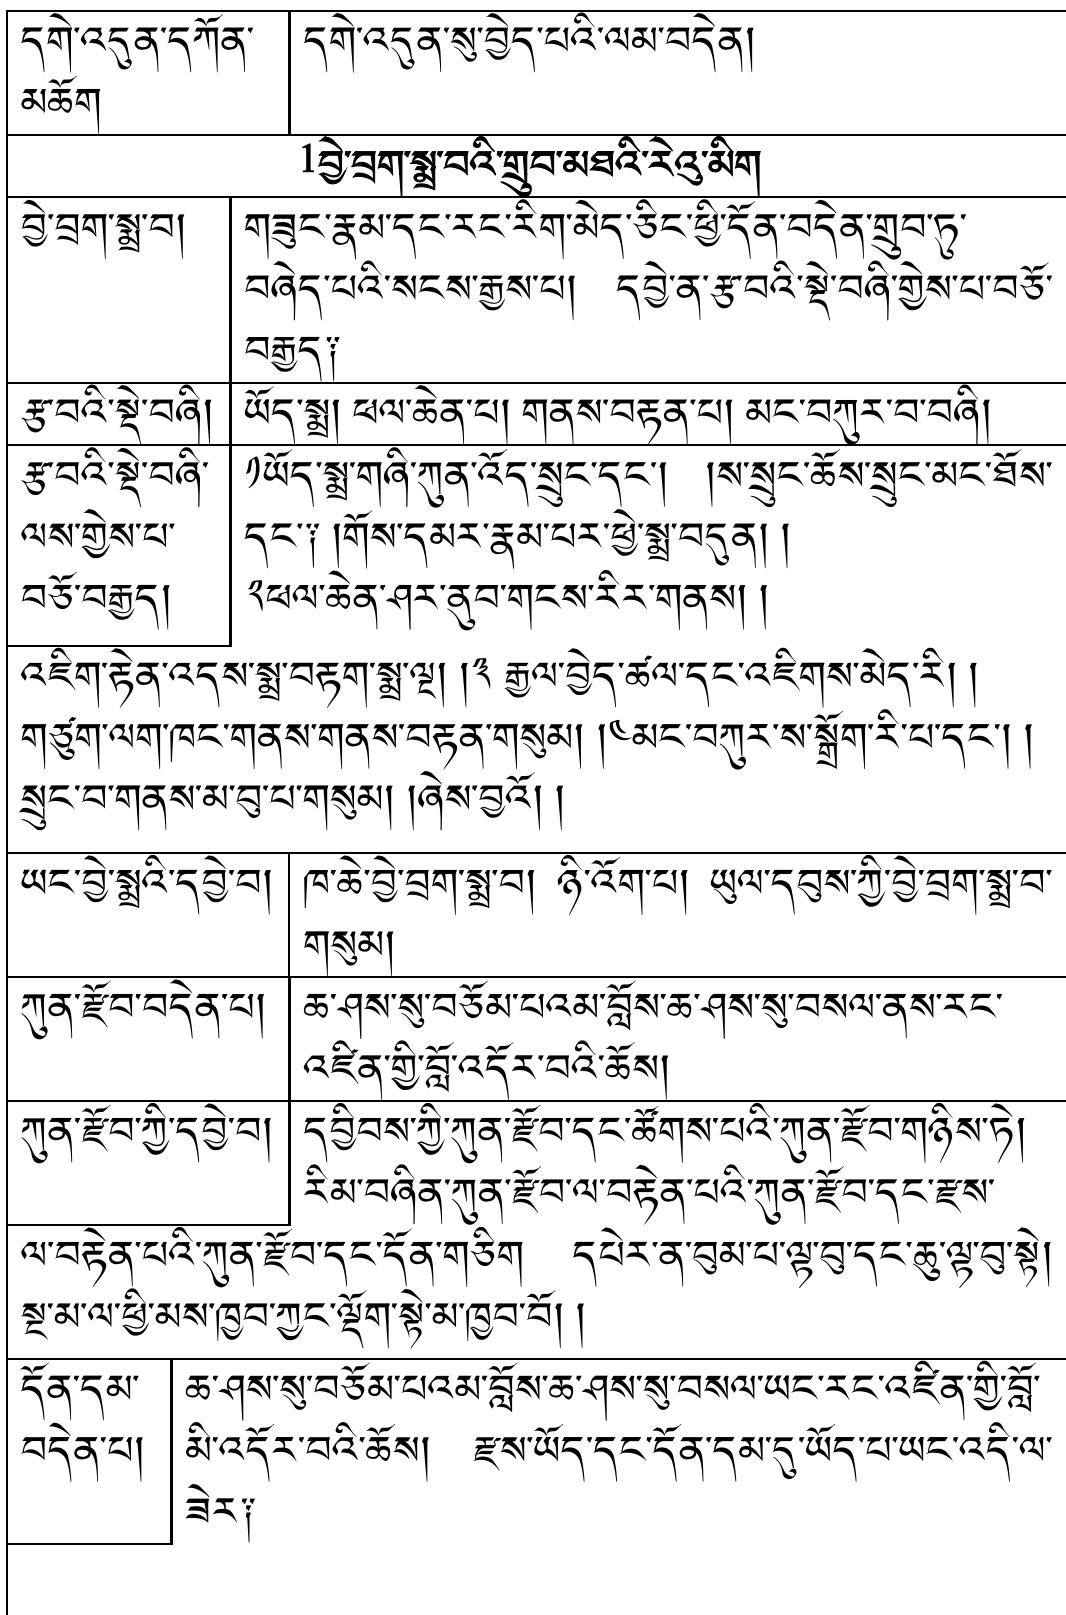 དགེ་འདུན་དཀོན་
མཆོག
དགེ་འདུན་སུ་བྱེད་པའི་ལམ་བདེན།
1བྱེ་བྲག་སྨྲ་བའི་གྲུབ་མཐའི་རེའུ་མིག
བྱེ་བྲག་སྨྲ་བ།
གཟུང་རྣམ་དང་རང་རིག་མེད་ཅིང་ཕྱི་དོན་བདེན་གྲུབ་ཏུ་
བཞེད་པའི་སངས་རྒྱས་པ། དབྱེ་ན་རྩ་བའི་སྡེ་བཞི་གྱེས་པ་བཅོ་
བརྒྱད༑
རྩ་བའི་སྡེ་བཞི།
ཡོད་སྨྲ། ཕལ་ཆེན་པ། གནས་བརྟན་པ། མང་བཀུར་བ་བཞི།
རྩ་བའི་སྡེ་བཞི་
ལས་གྱེས་པ་
བཅོ་བརྒྱད།
༡ཡོད་སྨྲ་གཞི་ཀུན་འོད་སྲུང་དང་། །ས་སྲུང་ཆོས་སྲུང་མང་ཐོས་
དང་༑ །གོས་དམར་རྣམ་པར་ཕྱེ་སྨྲ་བདུན། །
༢ཕལ་ཆེན་ཤར་ནུབ་གངས་རིར་གནས། །
འཇིག་རྟེན་འདས་སྨྲ་བརྟག་སྨྲ་ལྔ། །༣ རྒྱལ་བྱེད་ཚལ་དང་འཇིགས་མེད་རི། །
གཙུག་ལག་ཁང་གནས་གནས་བརྟན་གསུམ། །༤མང་བཀུར་ས་སྒྲོག་རི་པ་དང་། །
སྲུང་བ་གནས་མ་བུ་པ་གསུམ། །ཞེས་བྱའོ། །
ཡང་བྱེ་སྨྲའི་དབྱེ་བ།
ཁ་ཆེ་བྱེ་བྲག་སྨྲ་བ། ཉི་འོག་པ། ཡུལ་དབུས་ཀྱི་བྱེ་བྲག་སྨྲ་བ་
གསུམ།
ཀུན་རྫོབ་བདེན་པ།
ཆ་ཤས་སུ་བཅོམ་པའམ་བློས་ཆ་ཤས་སུ་བསལ་ནས་རང་
འཛིན་གྱི་བློ་འདོར་བའི་ཆོས།
ཀུན་རྫོབ་ཀྱི་དབྱེ་བ།
དབྱིབས་ཀྱི་ཀུན་རྫོབ་དང་ཚོགས་པའི་ཀུན་རྫོབ་གཉིས་ཏེ།
རིམ་བཞིན་ཀུན་རྫོབ་ལ་བརྟེན་པའི་ཀུན་རྫོབ་དང་རྫས་
ལ་བརྟེན་པའི་ཀུན་རྫོབ་དང་དོན་གཅིག དཔེར་ན་བུམ་པ་ལྟ་བུ་དང་ཆུ་ལྟ་བུ་སྟེ།
སྔ་མ་ལ་ཕྱི་མས་ཁྱབ་ཀྱང་ལྡོག་སྟེ་མ་ཁྱབ་བོ། །
དོན་དམ་
བདེན་པ།
ཆ་ཤས་སུ་བཅོམ་པའམ་བློས་ཆ་ཤས་སུ་བསལ་ཡང་རང་འཛིན་གྱི་བློ་
མི་འདོར་བའི་ཆོས། རྫས་ཡོད་དང་དོན་དམ་དུ་ཡོད་པ་ཡང་འདི་ལ་
ཟེར༑